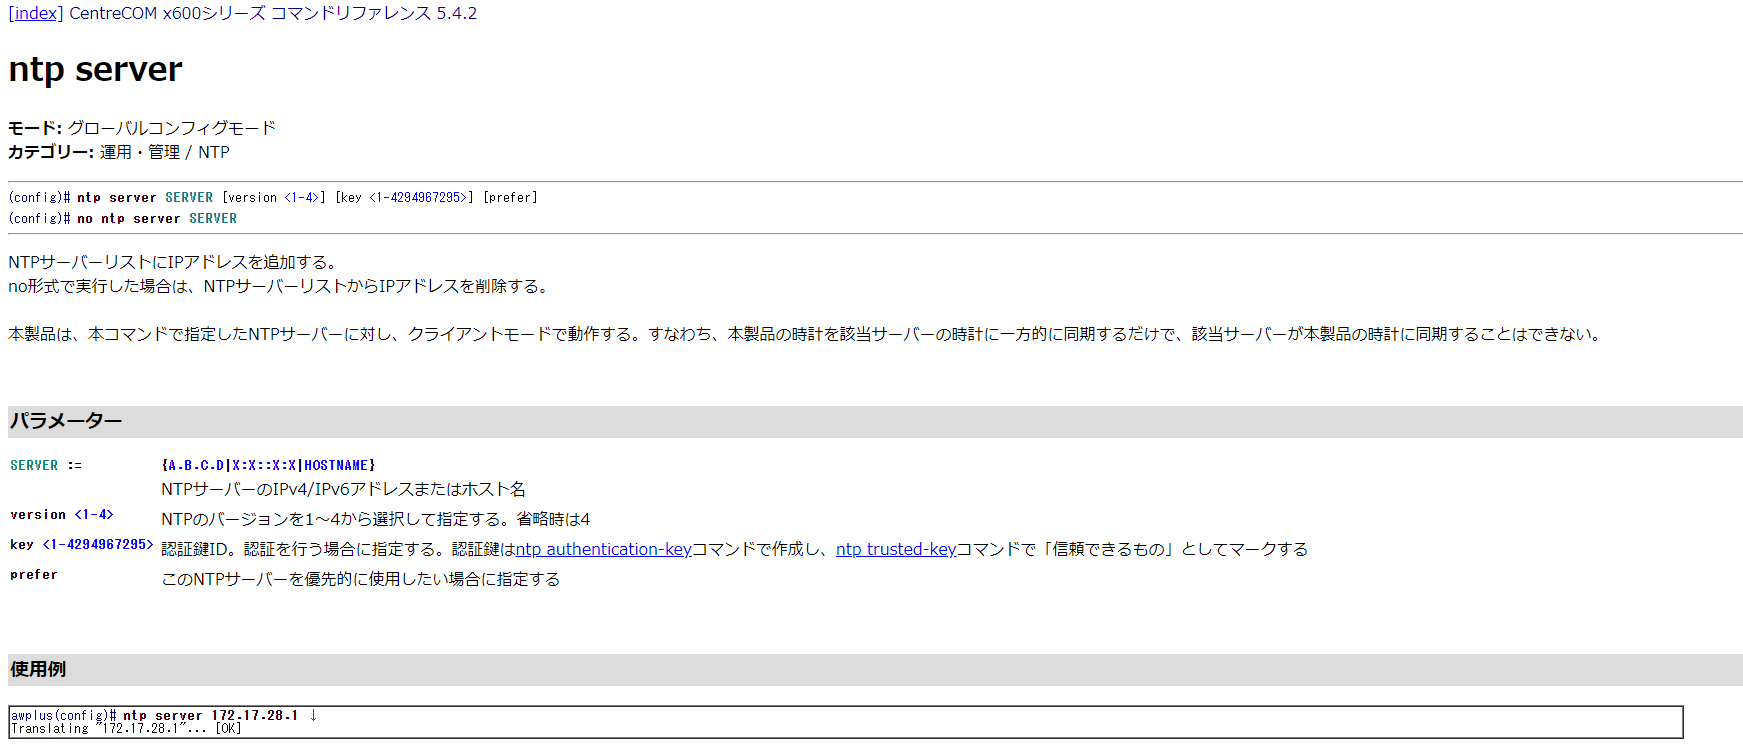 [index] CentreCOM x600シリーズ コマンドリファレンス 5.4.2
ntp server
モード: グローバルコンフィグモード
カテゴリー: 運用・管理 / NTP
(config)# ntp server SERVER [version <1-4>] [key <1-4294967295>] [prefer]
(config)# no ntp server SERVER
NTPサーバーリストにIPアドレスを追加する。
no形式で実行した場合は、NTPサーバーリストからIPアドレスを削除する。
本製品は、本コマンドで指定したNTPサーバーに対し、クライアントモードで動作する。すなわち、本製品の時計を該当サーバーの時計に一方的に同期するだけで、該当サーバーが本製品の時計に同期することはできない。
パラメーター
SERVER := {A.B.C.D|X:X::X:X|HOSTNAME}
NTPサーバーのIPv4/IPv6アドレスまたはホスト名
version <1-4> NTPのバージョンを1～4から選択して指定する。省略時は4
key <1-4294967295> 認証鍵ID。認証を行う場合に指定する。認証鍵はntp authentication-keyコマンドで作成し、ntp trusted-keyコマンドで「信頼できるもの」としてマークする
prefer このNTPサーバーを優先的に使用したい場合に指定する
使用例
awplus(config)# ntp server 172.17.28.1 ↓
Translating "172.17.28.1"... [OK]